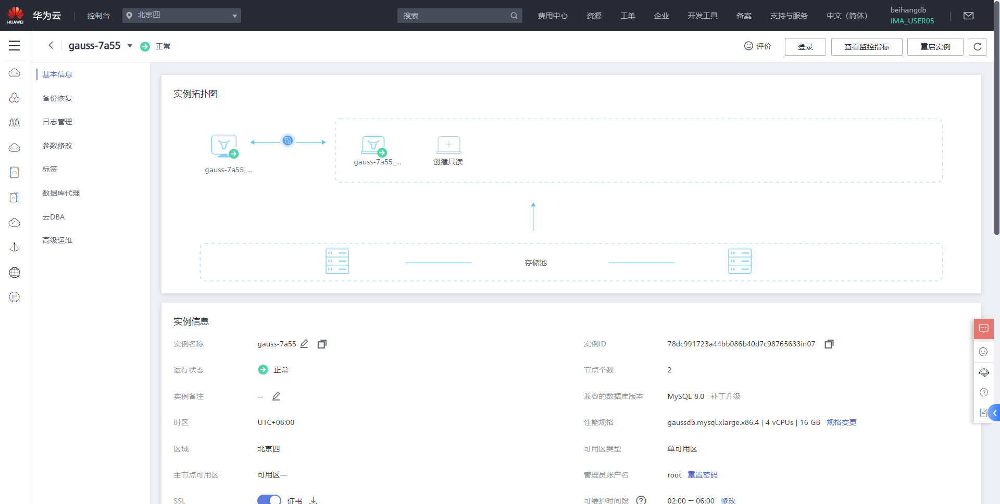 HUAWEI
华为云
控制台
北京四
搜索
费用中心
资源
工单
企业
开发工具
备案
支持与服务
中文（简体）
beihangdb
IMA_USER05
gauss-7a55
正常
评价
登录
查看监控指标
重启实例
基本信息
备份恢复
日志管理
参数修改
标签
数据库代理
云DBA
高级运维
实例拓扑图
gauss-7a55_...
gauss-7a55_...
创建只读
存储池
实例信息
实例名称 gauss-7a55
实例ID 78dc991723a44bb086b40d7c98765633in07
运行状态 正常
节点个数 2
实例备注 --
兼容的数据库版本 MySQL 8.0 补丁升级
时区 UTC+08:00
性能规格 gaussdb.mysql.xlarge.x86.4 | 4 vCPUs | 16 GB 规格变更
区域 北京四
可用区类型 单可用区
主节点可用区 可用区一
管理员账户名 root 重置密码
SSL 证书
可维护时间段 02:00 — 06:00 修改
IP